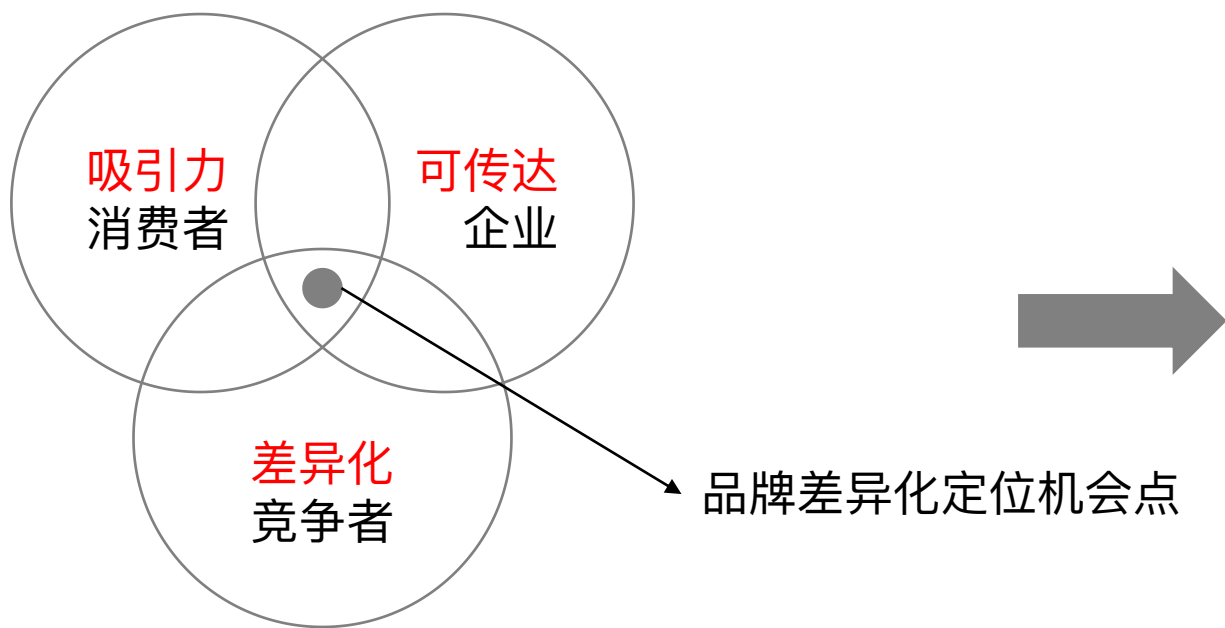 吸引力
消费者
可传达
企业
差异化
竞争者
品牌差异化定位机会点